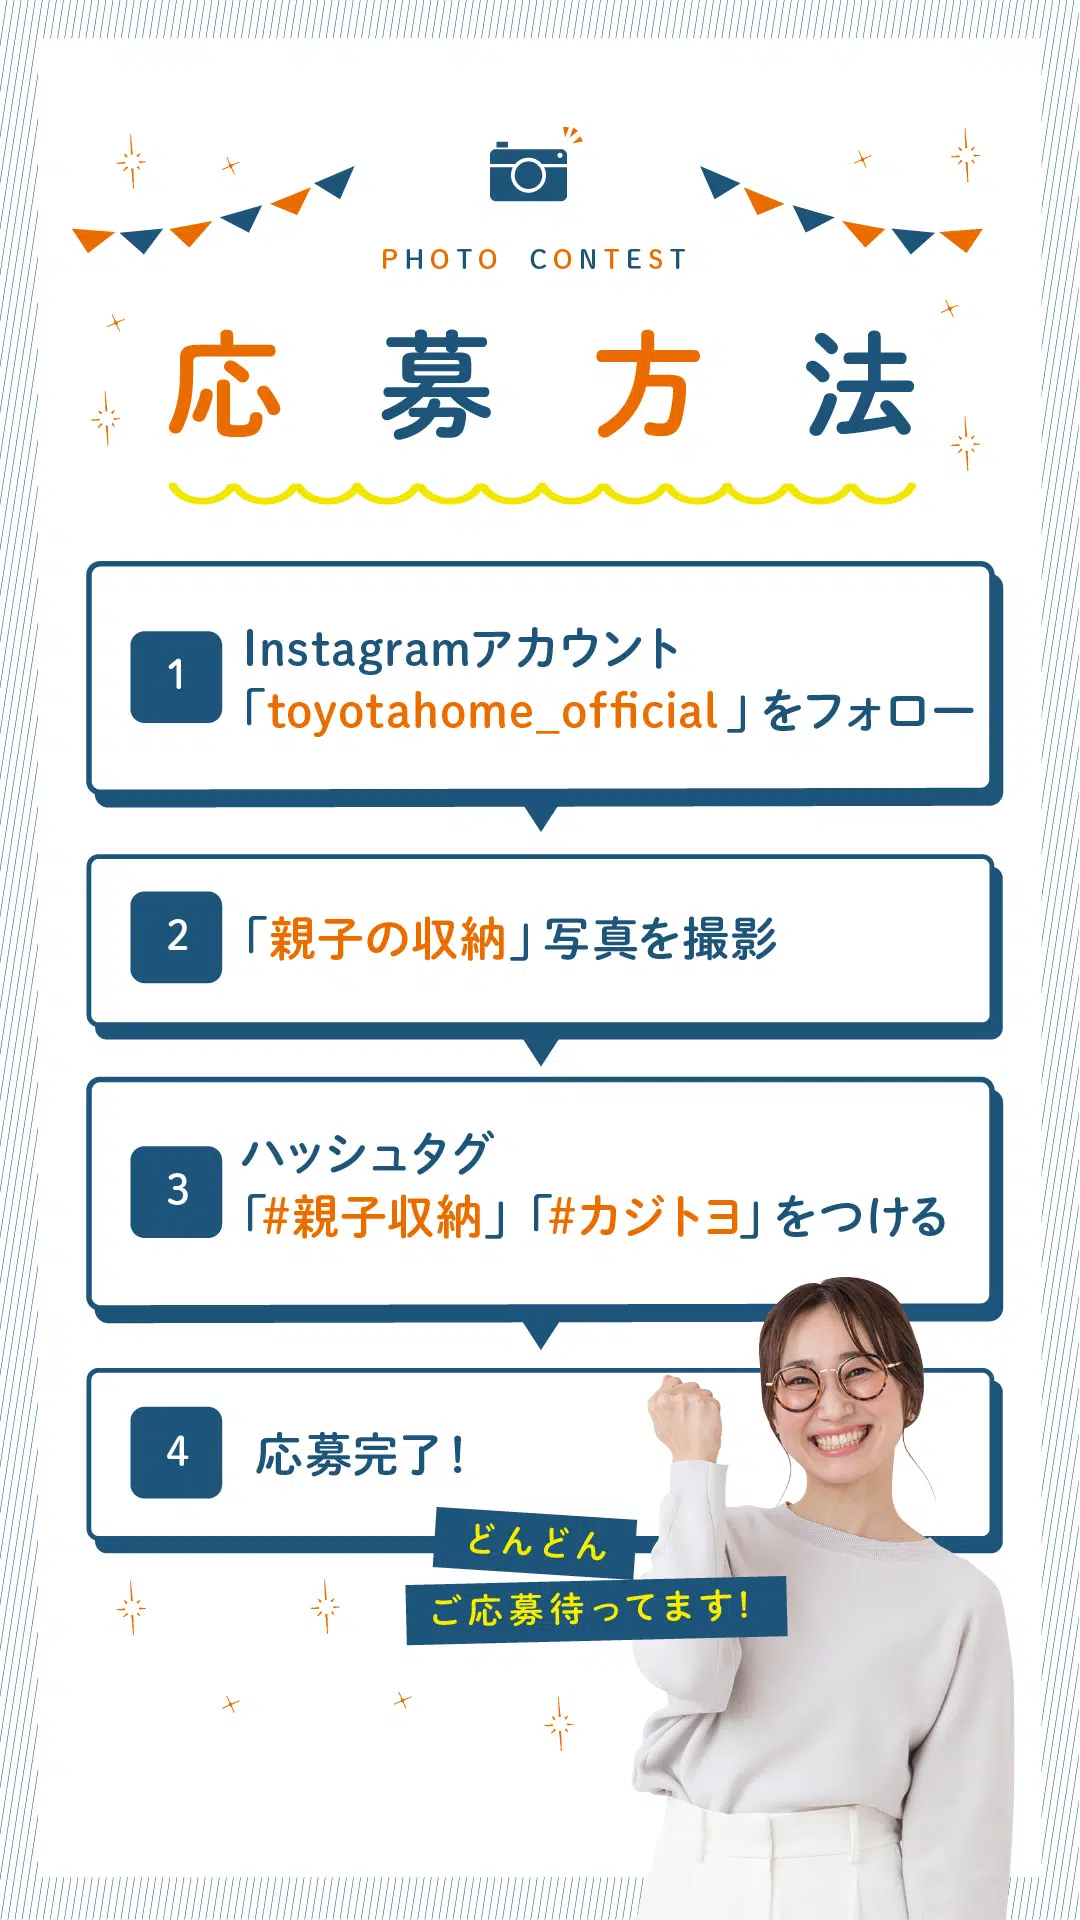 PHOTO CONTEST
応募方法
1
Instagramアカウント
「toyotahome_official」をフォロー
2
「親子の収納」写真を撮影
3
ハッシュタグ
「#親子収納」「#カジトヨ」をつける
4
応募完了！
どんどん
ご応募待ってます！